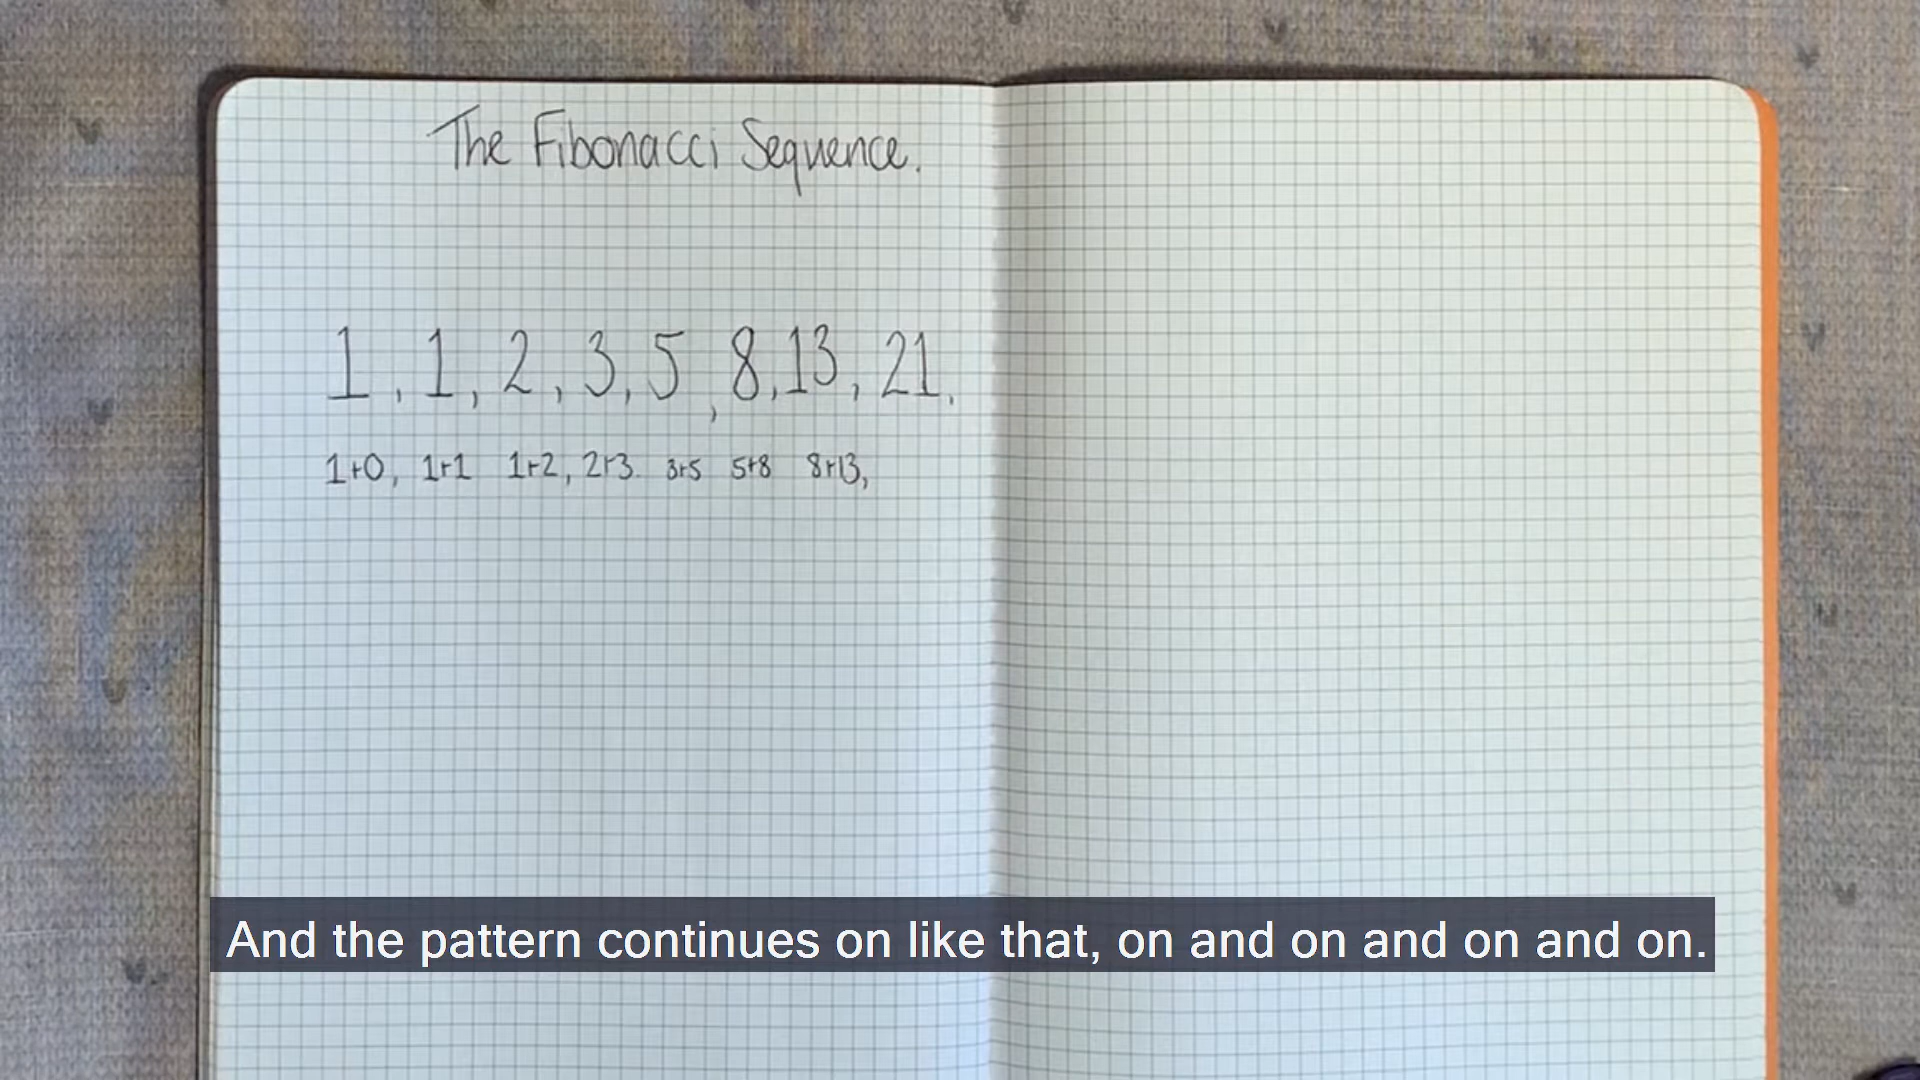 The Fibonacci Sequence.
1, 1, 2, 3, 5, 8, 13, 21,
1+0, 1+1 1+2, 2+3. 3+5 5+8 8+13,
And the pattern continues on like that, on and on and on and on.